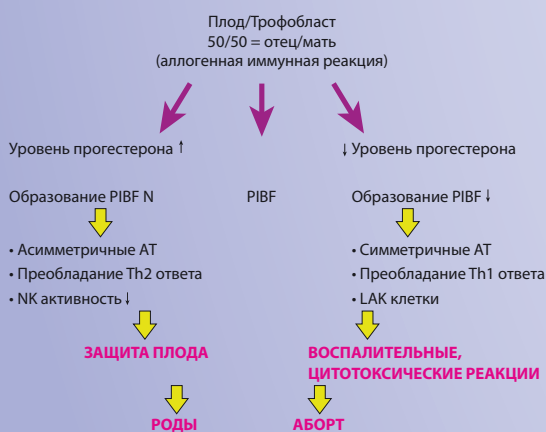 Плод/Трофобласт
50/50 = отец/мать
(аллогенная иммунная реакция)
Уровень прогестерона ↑
↓ Уровень прогестерона
Образование PIBF N
PIBF
Образование PIBF ↓
• Асимметричные АТ
• Преобладание Th2 ответа
• NK активность ↓
• Симметричные АТ
• Преобладание Th1 ответа
• LAK клетки
ЗАЩИТА ПЛОДА
ВОСПАЛИТЕЛЬНЫЕ,
ЦИТОТОКСИЧЕСКИЕ РЕАКЦИИ
РОДЫ
АБОРТ